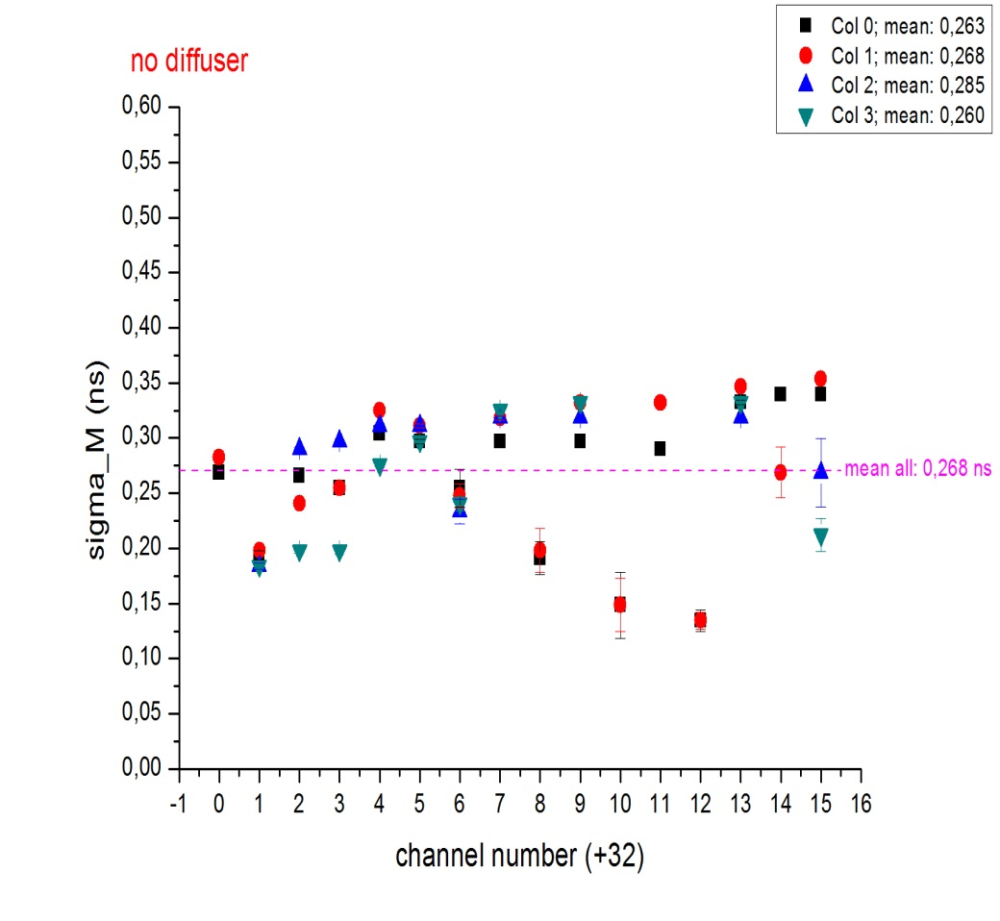 Col 0; mean: 0,263
Col 1; mean: 0,268
Col 2; mean: 0,285
Col 3; mean: 0,260
no diffuser
0,60
0,55
0,50
0,45
0,40
0,35
0,30
0,25
0,20
0,15
0,10
0,05
0,00
sigma_M (ns)
mean all: 0,268 ns
-1 0 1 2 3 4 5 6 7 8 9 10 11 12 13 14 15 16
channel number (+32)